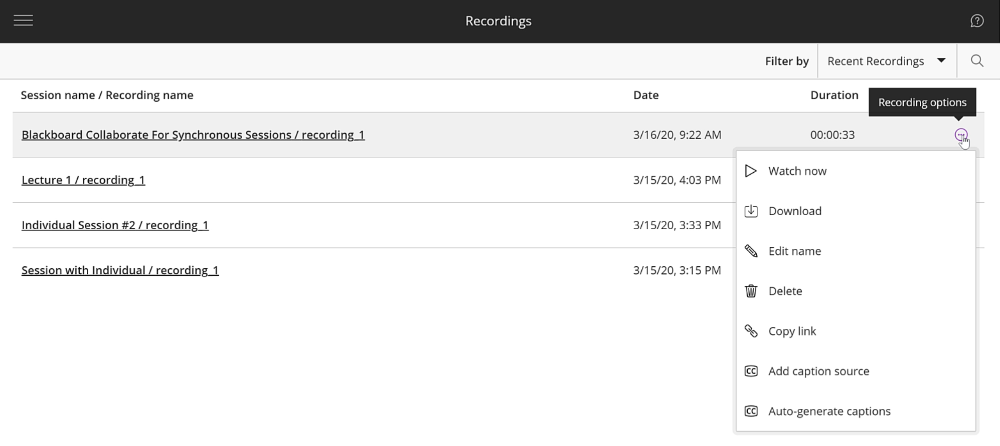 Recordings
Filter by Recent Recordings
Session name / Recording name Date Duration
Recording options
Blackboard Collaborate For Synchronous Sessions / recording_1 3/16/20, 9:22 AM 00:00:33
Lecture 1 / recording_1 3/15/20, 4:03 PM
Individual Session #2 / recording_1 3/15/20, 3:33 PM
Session with Individual / recording_1 3/15/20, 3:15 PM
Watch now
Download
Edit name
Delete
Copy link
CC Add caption source
CC Auto-generate captions